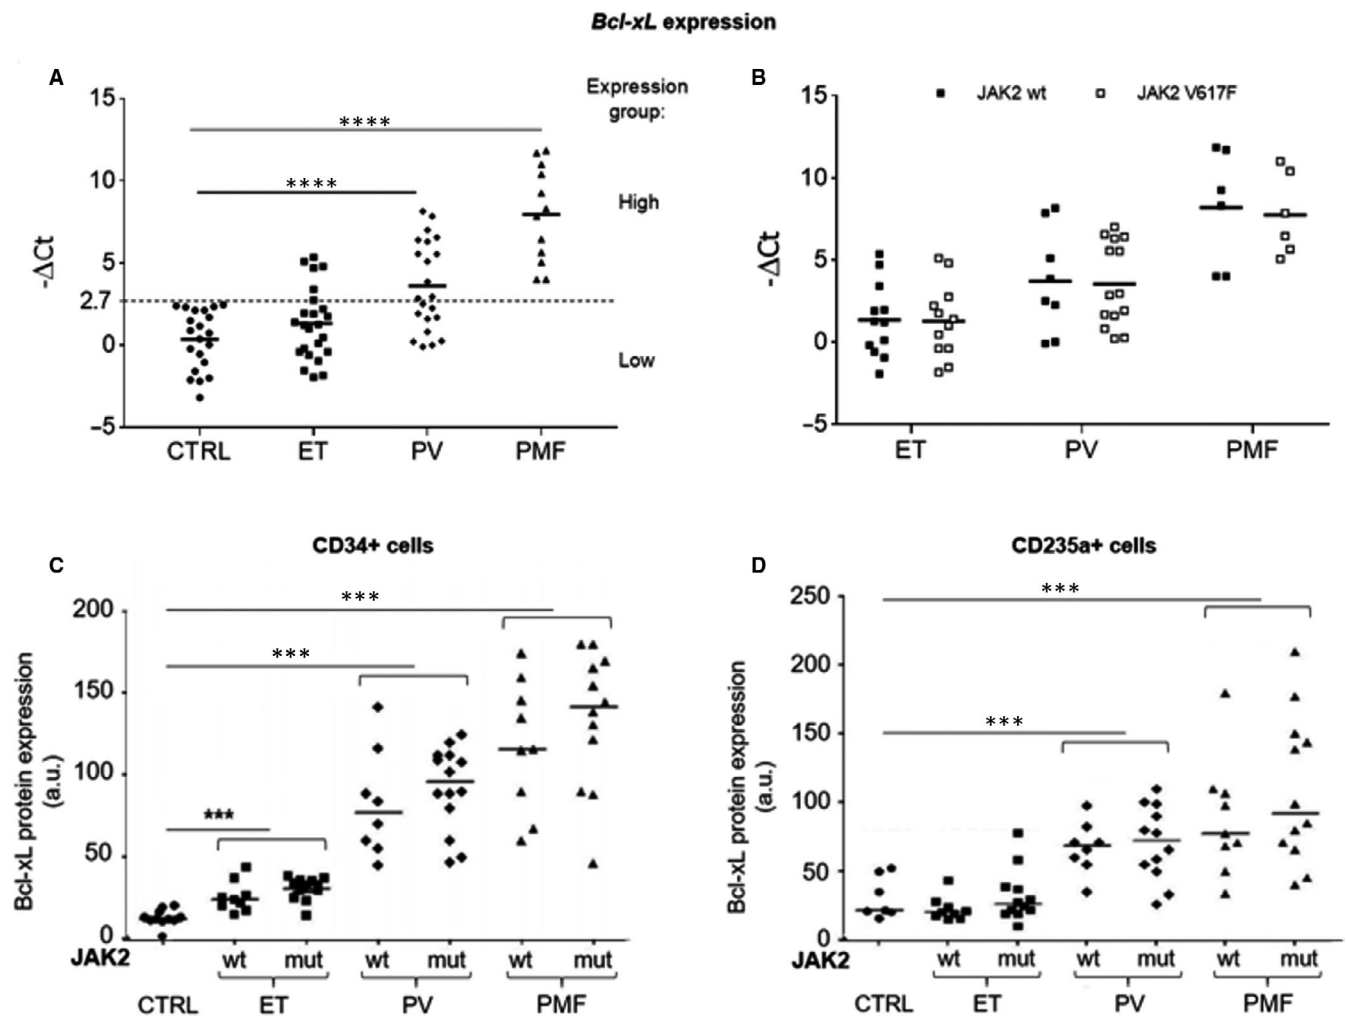 Bcl-xL expression
A
Expression
group:
15
10
5
2.7
0
−5
-ΔCt
****
****
High
Low
CTRL ET PV PMF
B
■ JAK2 wt □ JAK2 V617F
15
10
5
0
−5
-ΔCt
ET PV PMF
C
CD34+ cells
200
150
100
50
0
Bcl-xL protein expression
(a.u.)
***
***
***
JAK2 wt mut wt mut wt mut
CTRL ET PV PMF
D
CD235a+ cells
250
200
150
100
50
0
Bcl-xL protein expression
(a.u.)
***
***
JAK2 wt mut wt mut wt mut
CTRL ET PV PMF